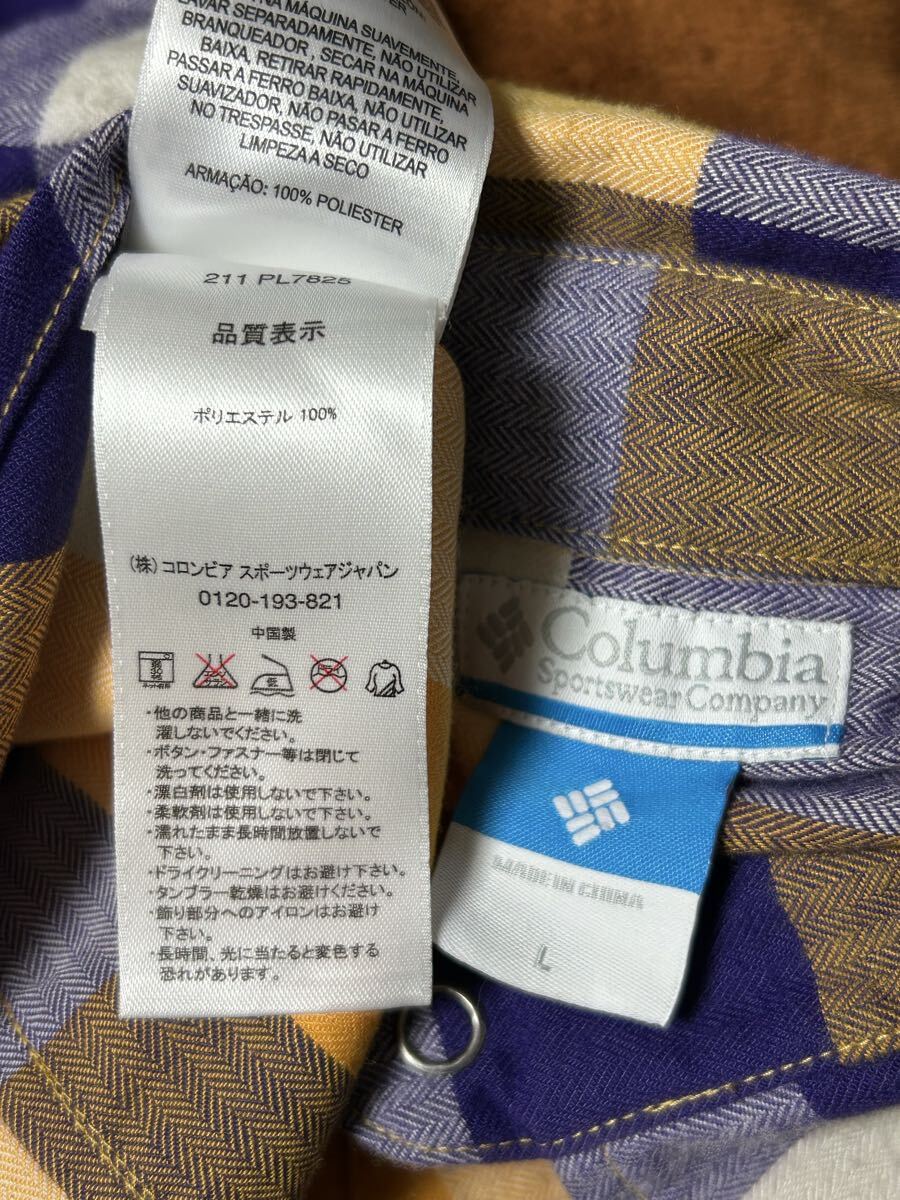 NA MÁQUINA SUAVEMENTE,
LAVAR SEPARADAMENTE, NÃO UTILIZAR
BRANQUEADOR, SECAR NA MÁQUINA
BAIXA, RETIRAR RAPIDAMENTE,
PASSAR A FERRO BAIXA, NÃO UTILIZAR
SUAVIZADOR, NÃO PASSAR A FERRO
NO TRESPASSE, NÃO UTILIZAR
LIMPEZA A SECO
ARMAÇÃO: 100% POLIESTER
211 PL7825
品質表示
ポリエステル 100%
(株) コロンビア スポーツウェアジャパン
0120-193-821
中国製
低
・他の商品と一緒に洗
濯しないでください。
・ボタン・ファスナー等は閉じて
洗ってください。
・漂白剤は使用しないで下さい。
・柔軟剤は使用しないで下さい。
・濡れたまま長時間放置しないで
下さい。
・ドライクリーニングはお避け下さい。
・タンブラー乾燥はお避けください。
・飾り部分へのアイロンはお避け
下さい。
・長時間、光に当たると変色する
恐れがあります。
Columbia
Sportswear Company
MADE IN CHINA
L